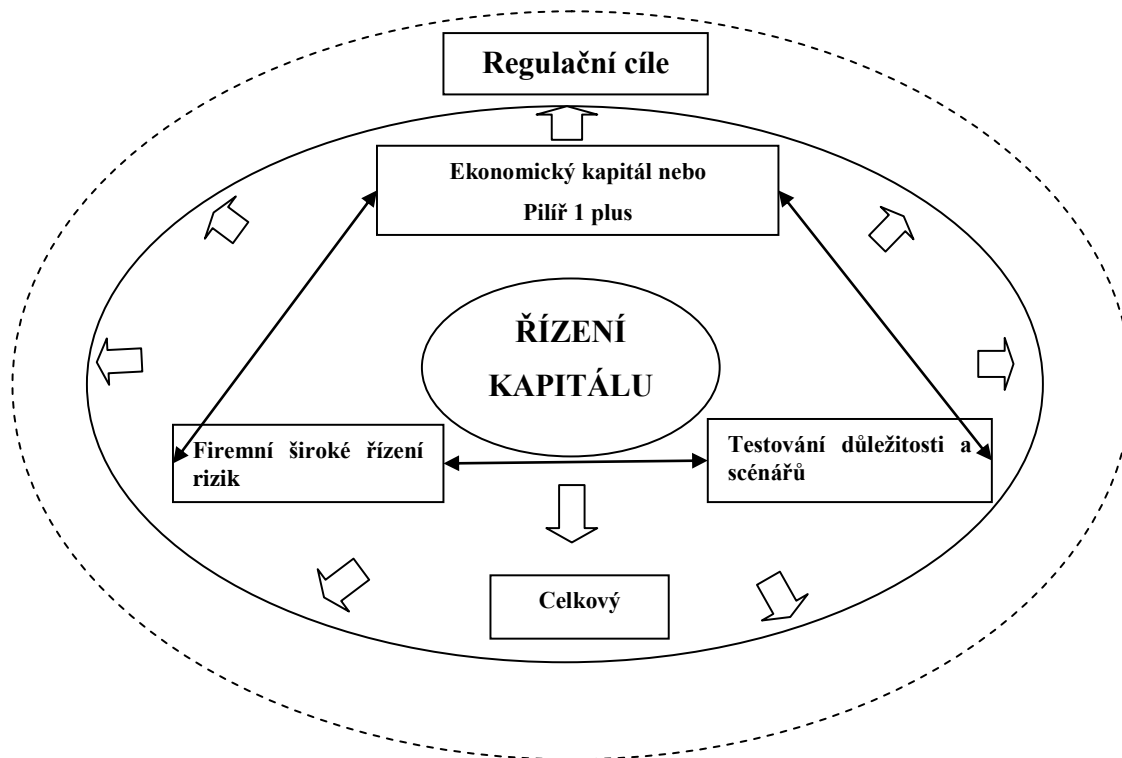 Regulační cíle
Ekonomický kapitál nebo
Pilíř 1 plus
ŘÍZENÍ
KAPITÁLU
Firemní široké řízení
rizik
Testování důležitosti a
scénářů
Celkový